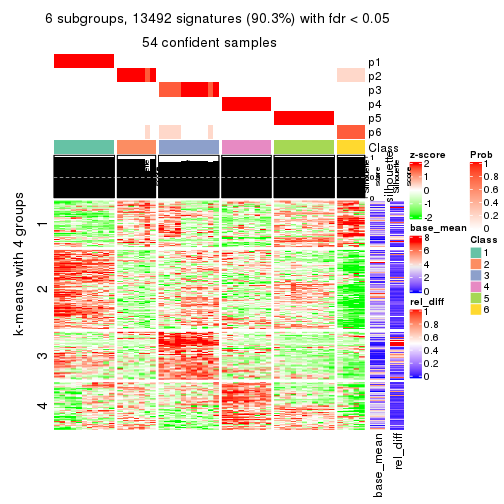 6 subgroups, 13492 signatures (90.3%) with fdr < 0.05
54 confident samples
p1
p2
p3
p4
p5
p6
Class
1
silhouette
score
k-means with 4 groups
1
2
3
4
base_mean
rel_diff
z-score
2
1
0
-1
-2
base_mean
8
6
4
2
0
rel_diff
1
0.8
0.6
0.4
0.2
0
Prob
1
0.8
0.6
0.4
0.2
0
Class
1
2
3
4
5
6